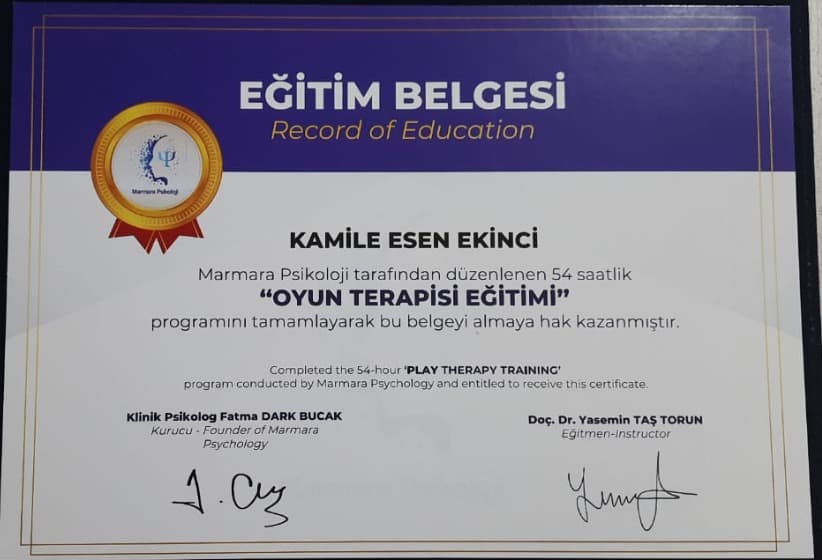 EĞİTİM BELGESİ
Record of Education
Ψ
Marmara Psikoloji
KAMİLE ESEN EKİNCİ
Marmara Psikoloji tarafından düzenlenen 54 saatlik
“OYUN TERAPİSİ EĞİTİMİ”
programını tamamlayarak bu belgeyi almaya hak kazanmıştır.
Completed the 54-hour ‘PLAY THERAPY TRAINING’
program conducted by Marmara Psychology and entitled to receive this certificate.
Klinik Psikolog Fatma DARK BUCAK
Kurucu - Founder of Marmara
Psychology
Doç. Dr. Yasemin TAŞ TORUN
Eğitmen-Instructor